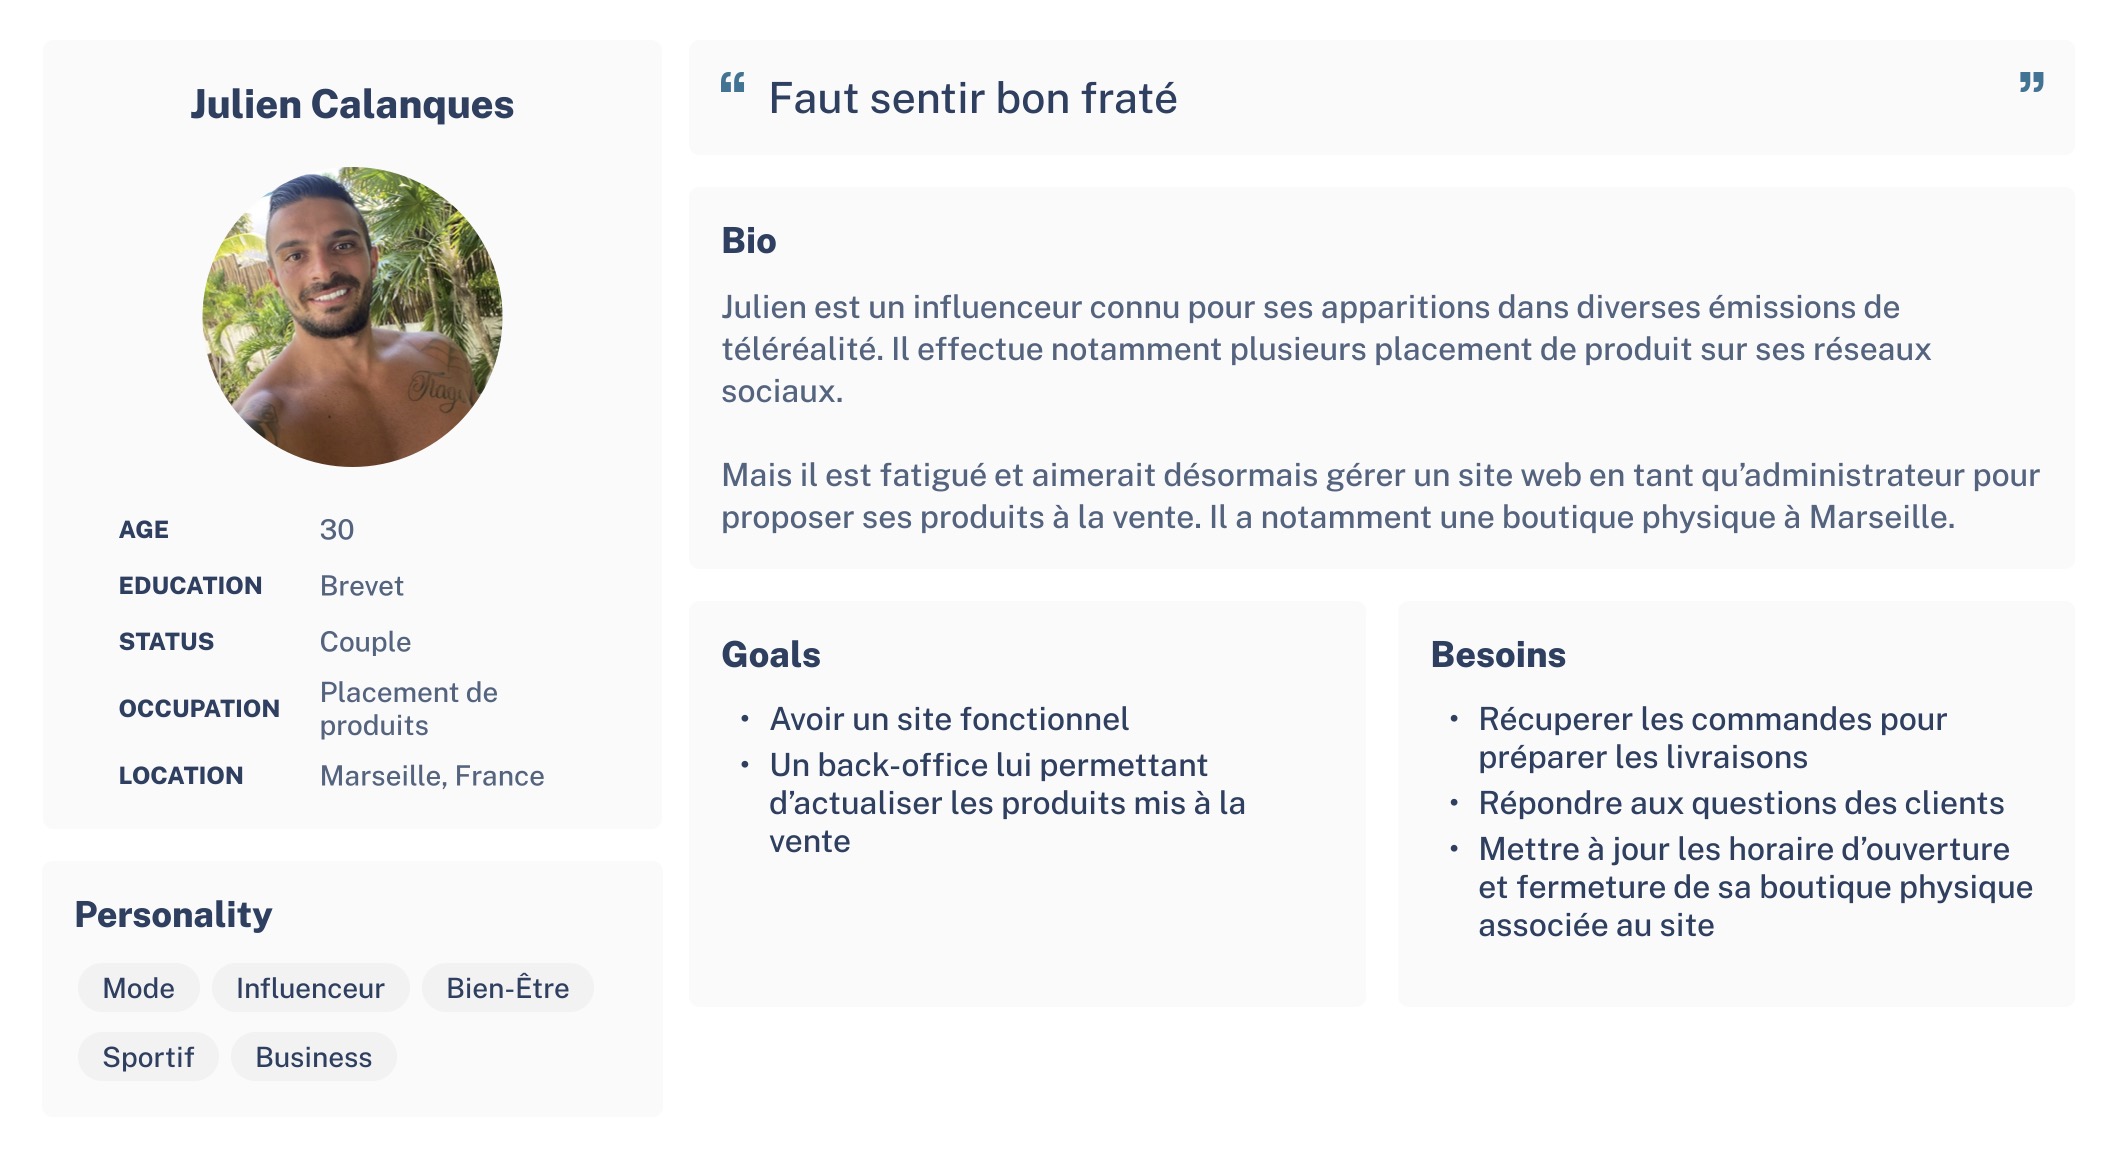 Julien Calanques
Tiago
AGE 30
EDUCATION Brevet
STATUS Couple
OCCUPATION Placement de
produits
LOCATION Marseille, France
Personality
Mode Influenceur Bien-Être
Sportif Business
“ Faut sentir bon fraté ”
Bio
Julien est un influenceur connu pour ses apparitions dans diverses émissions de
téléréalité. Il effectue notamment plusieurs placement de produit sur ses réseaux
sociaux.
Mais il est fatigué et aimerait désormais gérer un site web en tant qu’administrateur pour
proposer ses produits à la vente. Il a notamment une boutique physique à Marseille.
Goals
• Avoir un site fonctionnel
• Un back-office lui permettant
d’actualiser les produits mis à la
vente
Besoins
• Récuperer les commandes pour
préparer les livraisons
• Répondre aux questions des clients
• Mettre à jour les horaire d’ouverture
et fermeture de sa boutique physique
associée au site